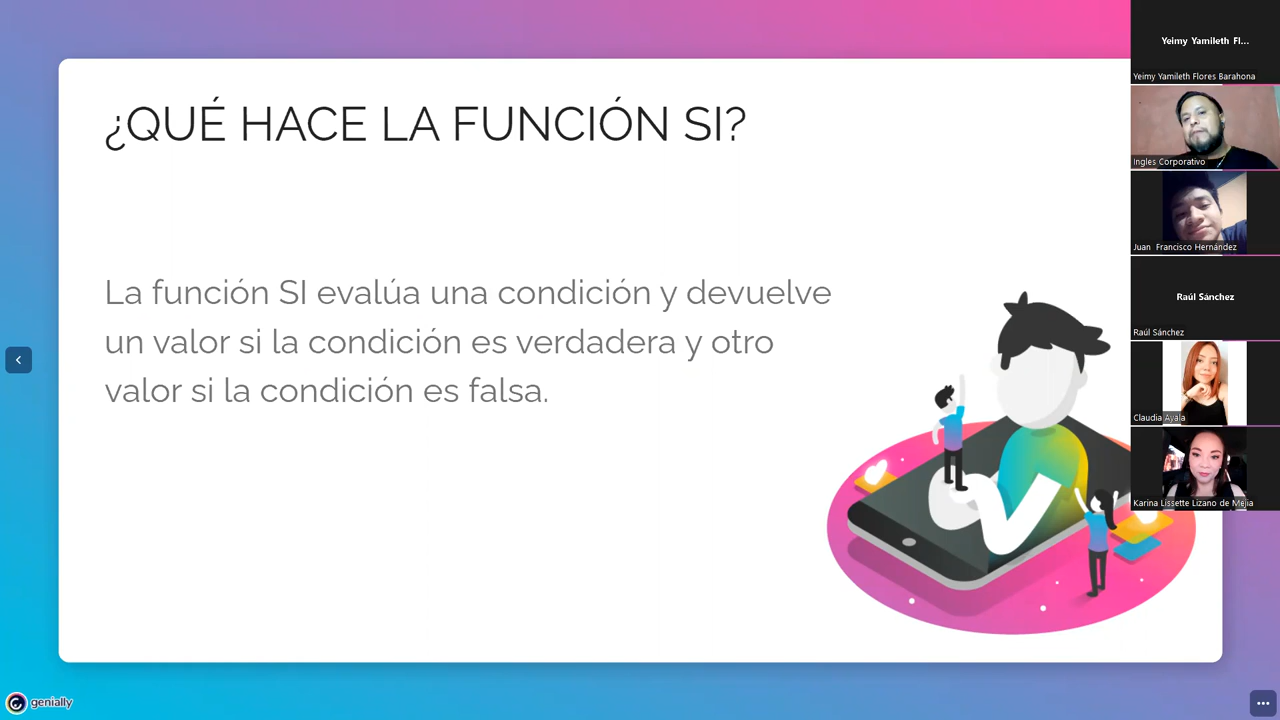 ¿QUÉ HACE LA FUNCIÓN SI?
La función SI evalúa una condición y devuelve
un valor si la condición es verdadera y otro
valor si la condición es falsa.
Yeimy Yamileth Fl...
Yeimy Yamileth Flores Barahona
Ingles Corporativo
Juan Francisco Hernández
Raúl Sánchez
Raúl Sánchez
Claudia Ayala
Karina Lissette Lizano de Mejia
genially